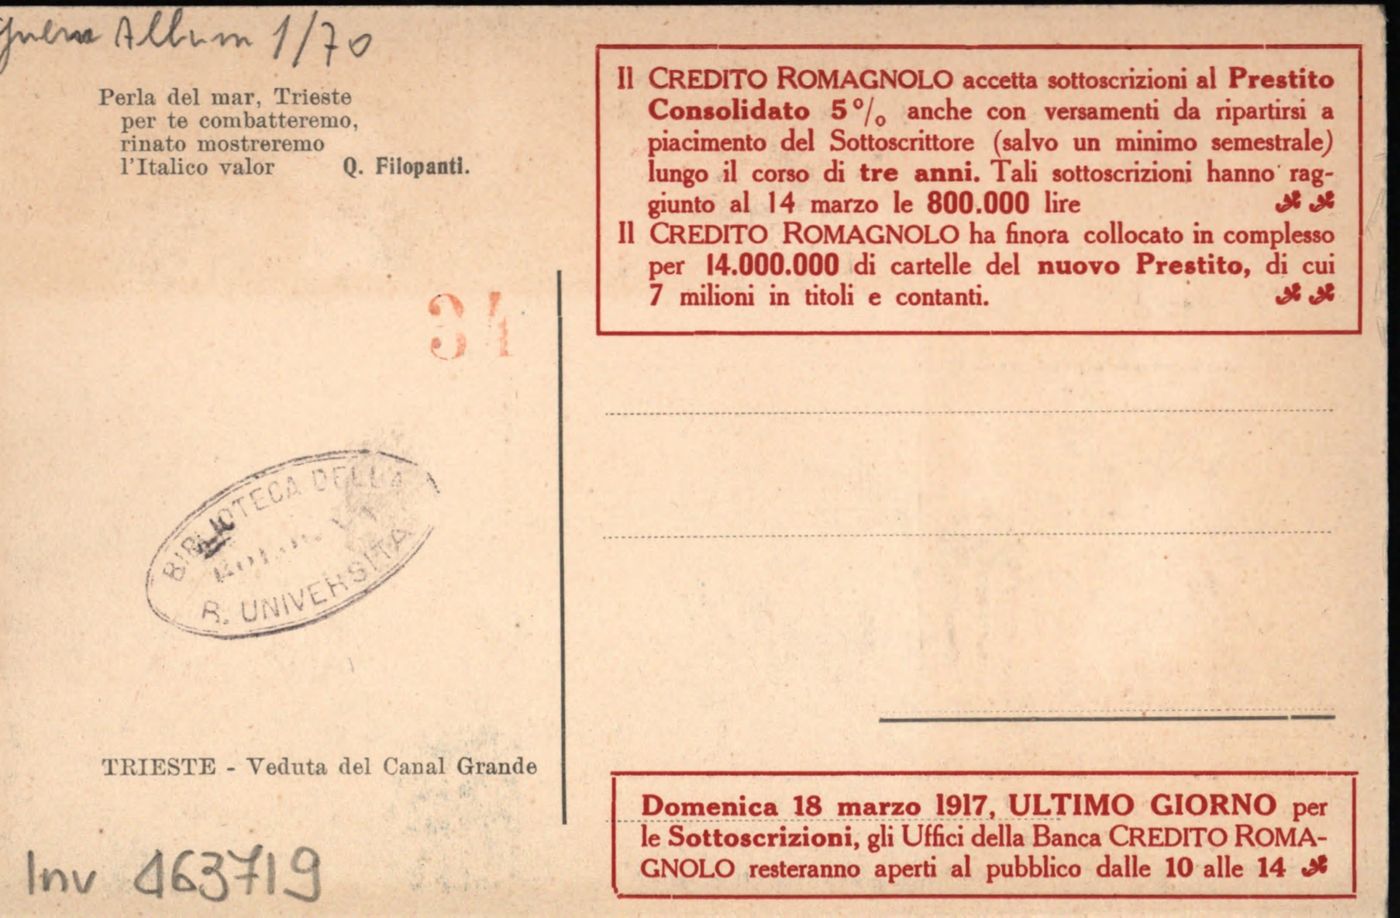 Album 1/70
Perla del mar, Trieste
per te combatteremo,
rinato mostreremo
l'Italico valor Q. Filopanti.
34
BIBLIOTECA DELLA
R. UNIVERSITA
TRIESTE - Veduta del Canal Grande
Inv 463719
Il CREDITO ROMAGNOLO accetta sottoscrizioni al Prestito
Consolidato 5 % anche con versamenti da ripartirsi a
piacimento del Sottoscrittore (salvo un minimo semestrale)
lungo il corso di tre anni. Tali sottoscrizioni hanno rag-
giunto al 14 marzo le 800.000 lire
Il CREDITO ROMAGNOLO ha finora collocato in complesso
per 14.000.000 di cartelle del nuovo Prestito, di cui
7 milioni in titoli e contanti.
Domenica 18 marzo 1917, ULTIMO GIORNO per
le Sottoscrizioni, gli Uffici della Banca CREDITO ROMA-
GNOLO resteranno aperti al pubblico dalle 10 alle 14